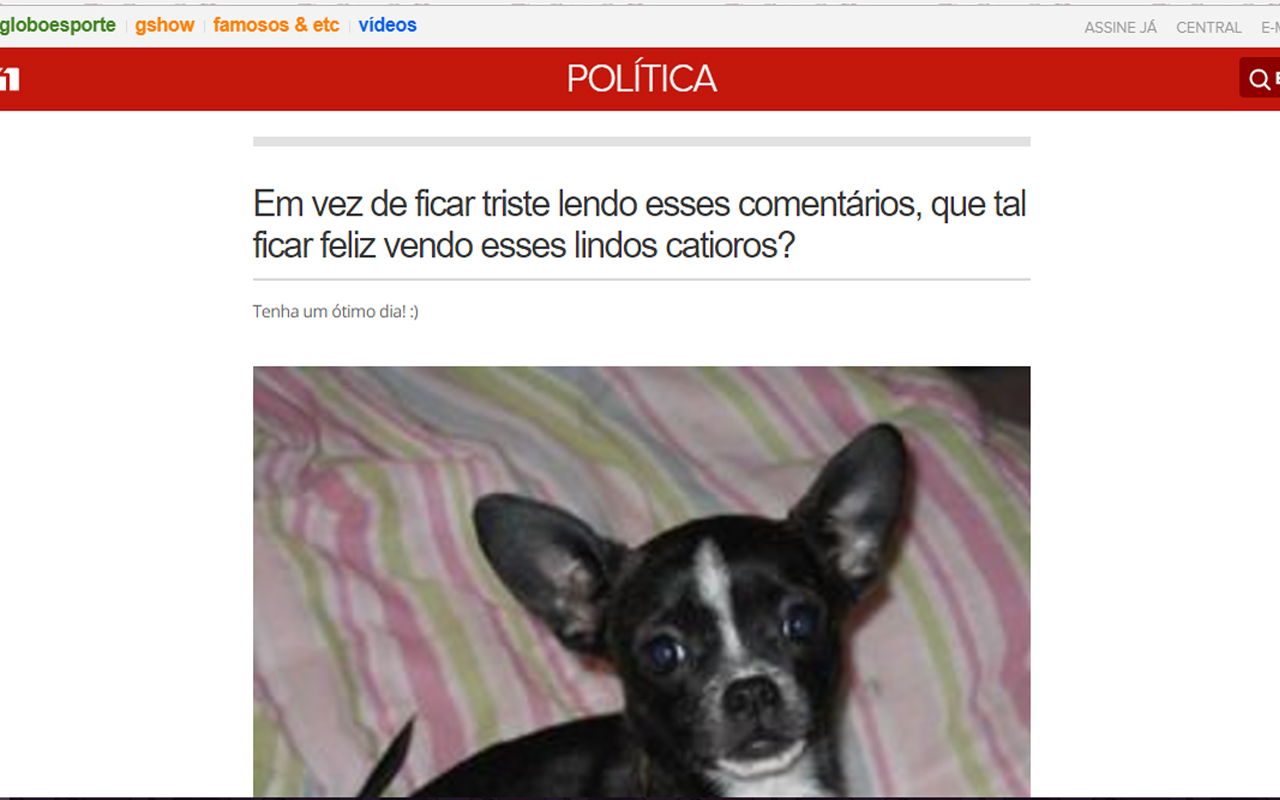 globoesporte gshow famosos & etc vídeos ASSINE JÁ CENTRAL
POLÍTICA
Em vez de ficar triste lendo esses comentários, que tal
ficar feliz vendo esses lindos catioros?
Tenha um ótimo dia! :)